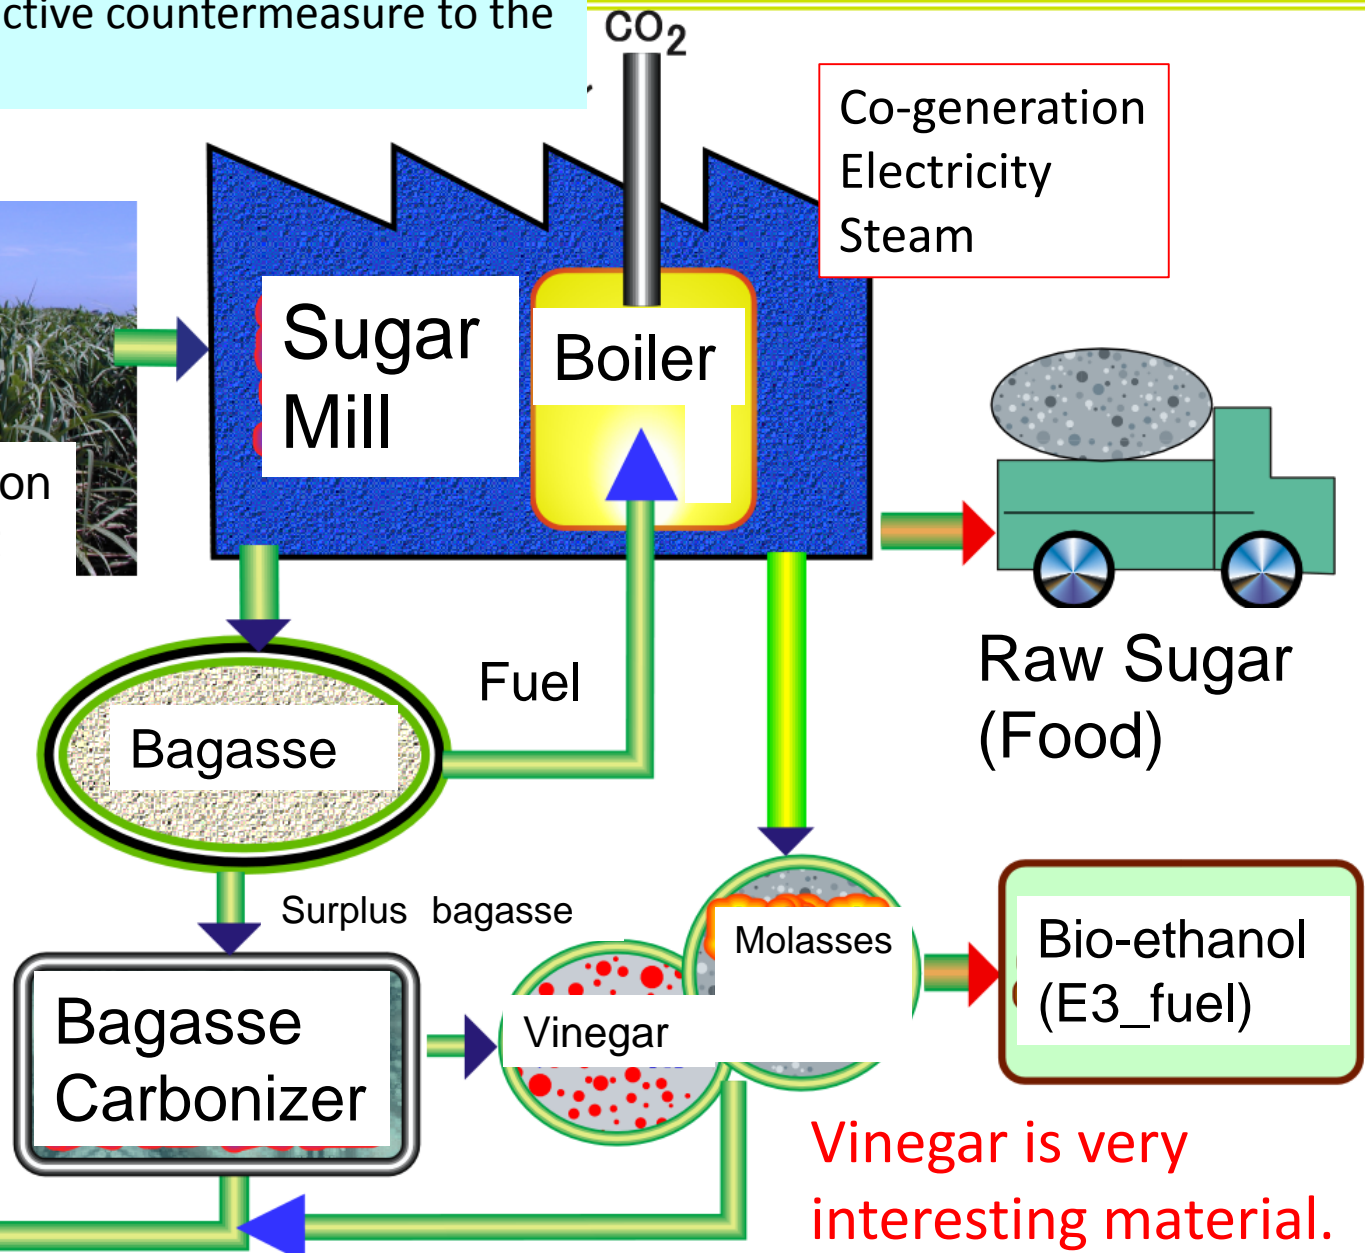 ctive countermeasure to the
CO2
Co-generation
Electricity
Steam
Sugar
Mill
Boiler
on
Fuel
Raw Sugar
(Food)
Bagasse
Surplus bagasse
Molasses
Bio-ethanol
(E3_fuel)
Bagasse
Carbonizer
Vinegar
Vinegar is very
interesting material.